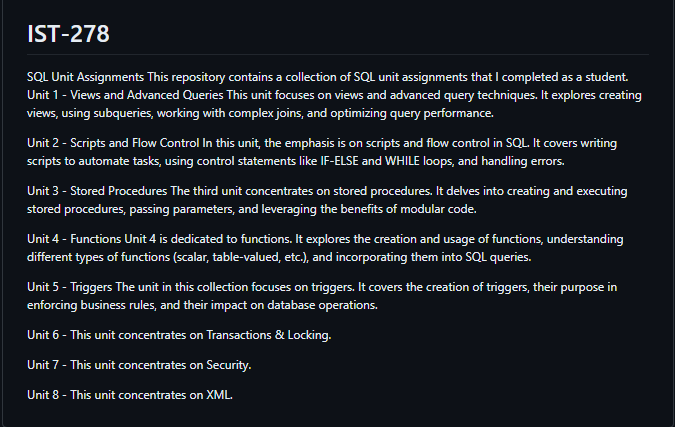 IST-278
SQL Unit Assignments This repository contains a collection of SQL unit assignments that I completed as a student.
Unit 1 - Views and Advanced Queries This unit focuses on views and advanced query techniques. It explores creating
views, using subqueries, working with complex joins, and optimizing query performance.
Unit 2 - Scripts and Flow Control In this unit, the emphasis is on scripts and flow control in SQL. It covers writing
scripts to automate tasks, using control statements like IF-ELSE and WHILE loops, and handling errors.
Unit 3 - Stored Procedures The third unit concentrates on stored procedures. It delves into creating and executing
stored procedures, passing parameters, and leveraging the benefits of modular code.
Unit 4 - Functions Unit 4 is dedicated to functions. It explores the creation and usage of functions, understanding
different types of functions (scalar, table-valued, etc.), and incorporating them into SQL queries.
Unit 5 - Triggers The unit in this collection focuses on triggers. It covers the creation of triggers, their purpose in
enforcing business rules, and their impact on database operations.
Unit 6 - This unit concentrates on Transactions & Locking.
Unit 7 - This unit concentrates on Security.
Unit 8 - This unit concentrates on XML.